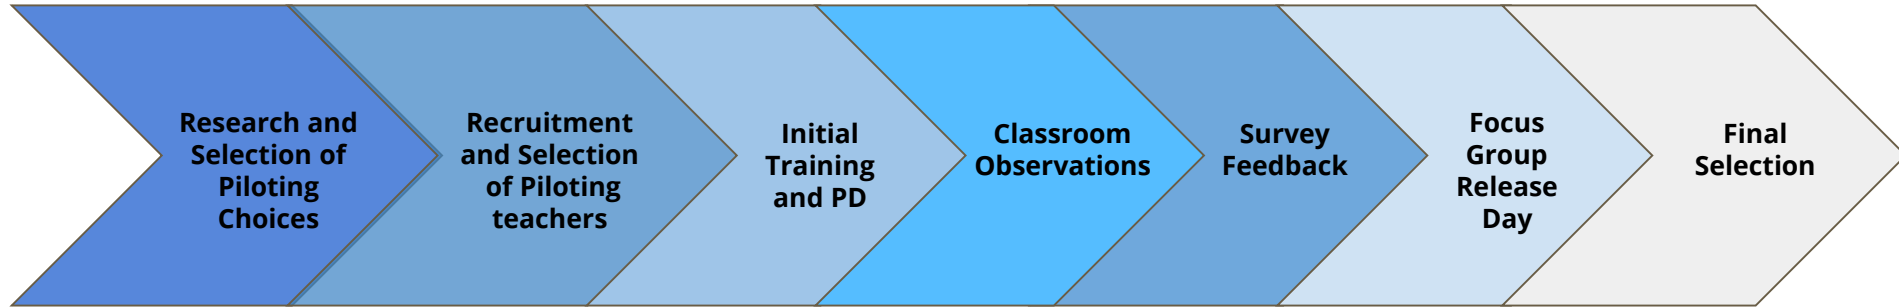 Research and
Selection of
Piloting
Choices
Recruitment
and Selection
of Piloting
teachers
Initial
Training
and PD
Classroom
Observations
Survey
Feedback
Focus
Group
Release
Day
Final
Selection